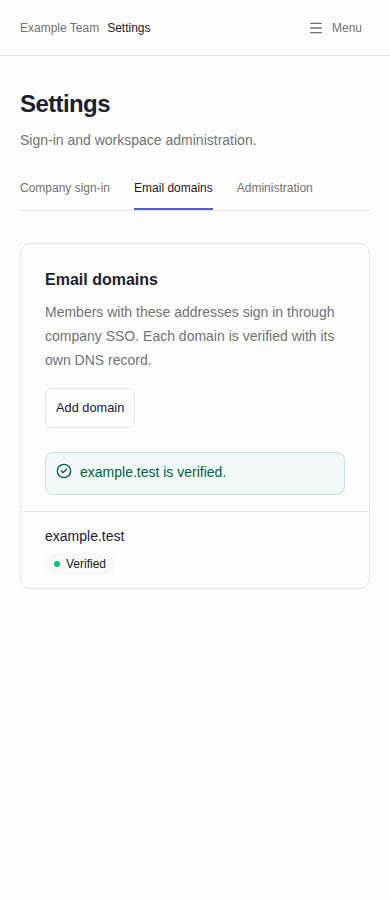 Example Team Settings Menu
Settings
Sign-in and workspace administration.
Company sign-in Email domains Administration
Email domains
Members with these addresses sign in through
company SSO. Each domain is verified with its
own DNS record.
Add domain
example.test is verified.
example.test
Verified